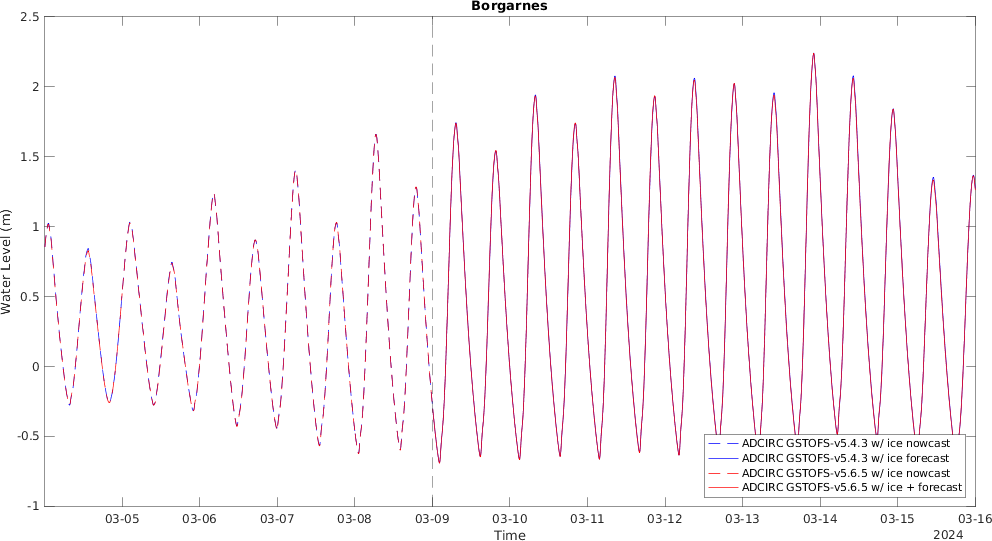 Borgarnes
2.5
2
1.5
1
0.5
0
-0.5
-1
Water Level (m)
ADCIRC GSTOFS-v5.4.3 w/ ice nowcast
ADCIRC GSTOFS-v5.4.3 w/ ice forecast
ADCIRC GSTOFS-v5.6.5 w/ ice nowcast
ADCIRC GSTOFS-v5.6.5 w/ ice + forecast
03-05 03-06 03-07 03-08 03-09 03-10 03-11 03-12 03-13 03-14 03-15 03-16
Time
2024